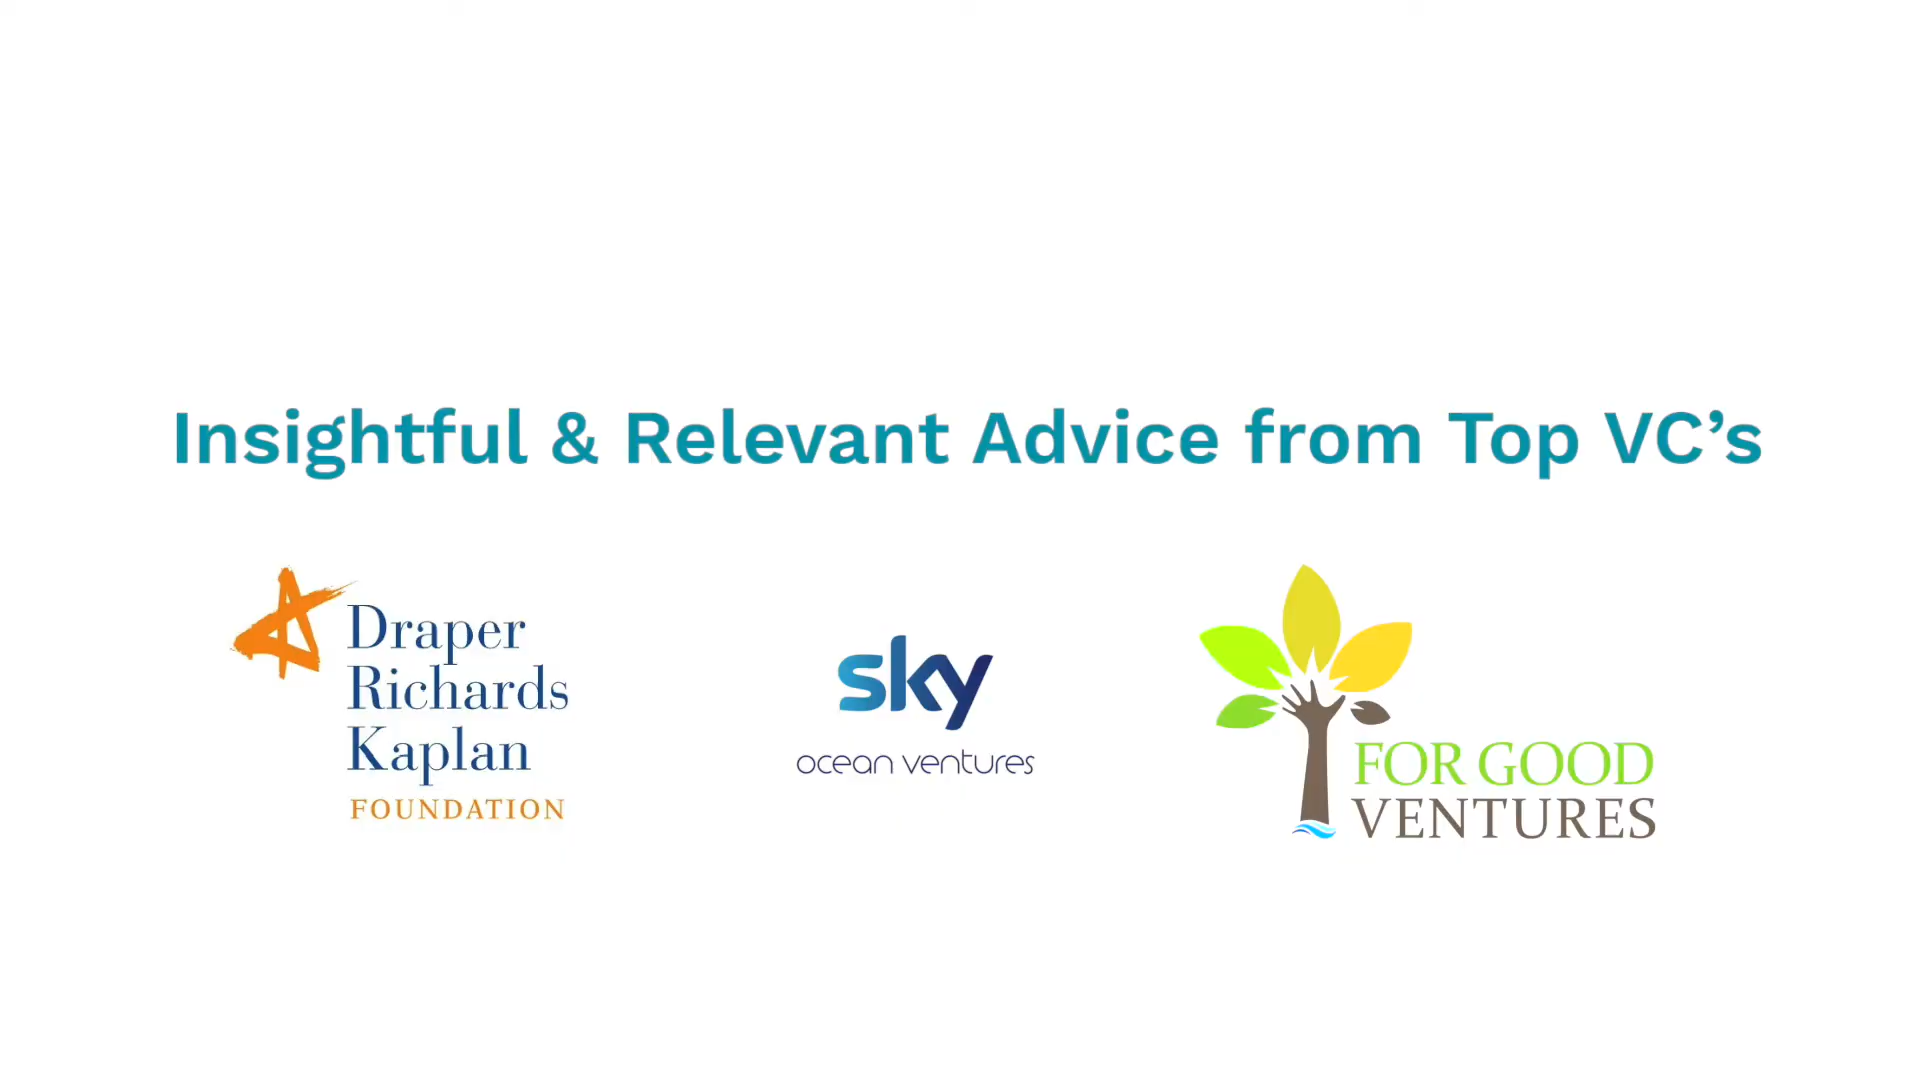 Insightful & Relevant Advice from Top VC’s
Draper
Richards
Kaplan
FOUNDATION
sky
ocean ventures
FOR GOOD
VENTURES